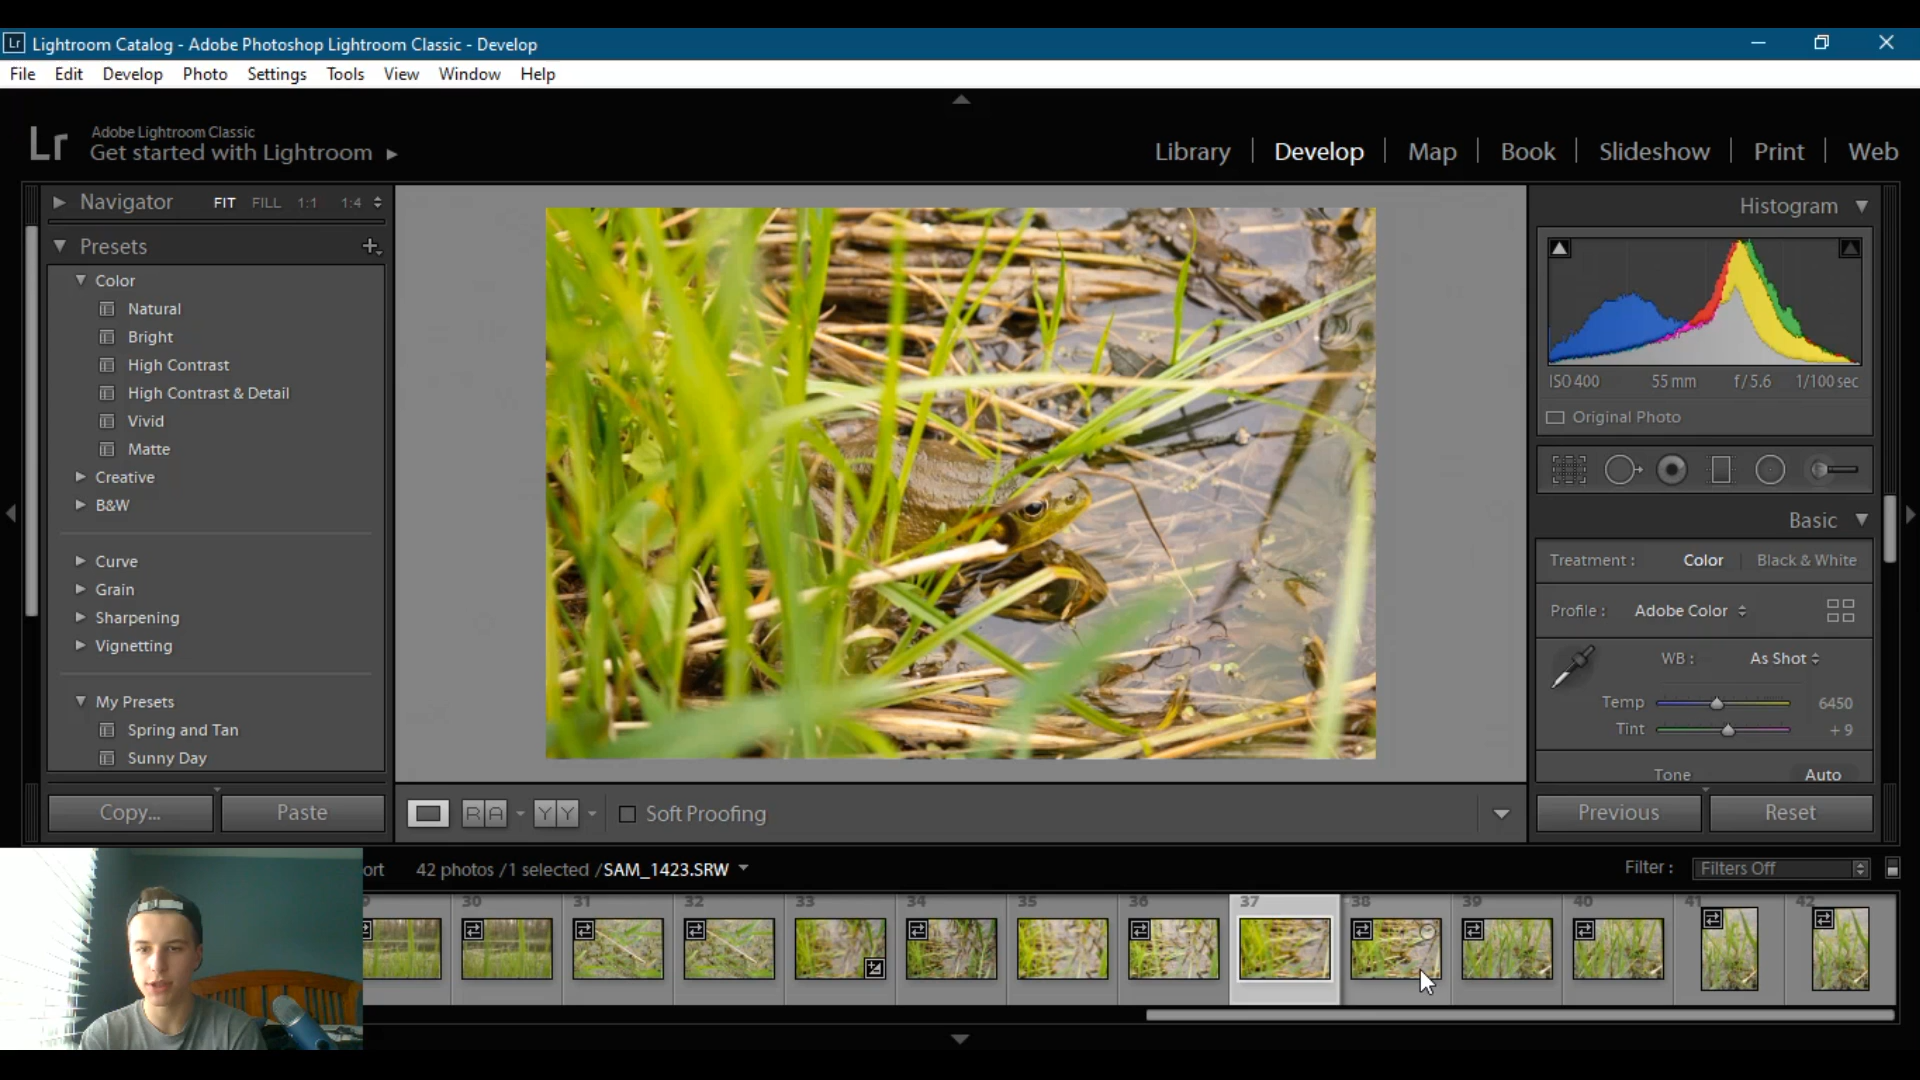 Lr Lightroom Catalog - Adobe Photoshop Lightroom Classic - Develop
File Edit Develop Photo Settings Tools View Window Help
Lr Adobe Lightroom Classic
Get started with Lightroom
Library Develop Map Book Slideshow Print Web
Navigator FIT FILL 1:1 1:4
Presets
Color
Natural
Bright
High Contrast
High Contrast & Detail
Vivid
Matte
Creative
B&W
Curve
Grain
Sharpening
Vignetting
My Presets
Spring and Tan
Sunny Day
Copy... Paste
R A Y Y Soft Proofing
Histogram
ISO 400 55 mm f / 5.6 1/100 sec
Original Photo
Basic
Treatment : Color Black & White
Profile : Adobe Color
WB : As Shot
Temp 6450
Tint + 9
Tone Auto
Previous Reset
ort 42 photos / 1 selected / SAM_1423.SRW Filter : Filters Off
9 30 31 32 33 34 35 36 37 38 39 40 41 42